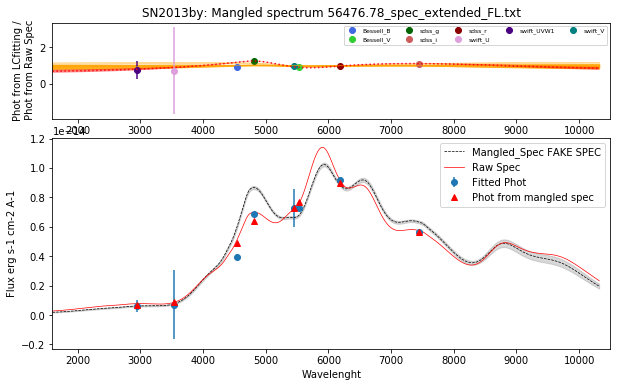 SN2013by: Mangled spectrum 56476.78_spec_extended_FL.txt
Phot from LCfitting /
Phot from Raw Spec
2
0
Bessell_B
Bessell_V
sdss_g
sdss_i
sdss_r
swift_U
swift_UVW1
swift_V
2000 3000 4000 5000 6000 7000 8000 9000 10000
1e−14
Flux erg s-1 cm-2 A-1
1.2
1.0
0.8
0.6
0.4
0.2
0.0
−0.2
Mangled_Spec FAKE SPEC
Raw Spec
Fitted Phot
Phot from mangled spec
2000 3000 4000 5000 6000 7000 8000 9000 10000
Wavelenght